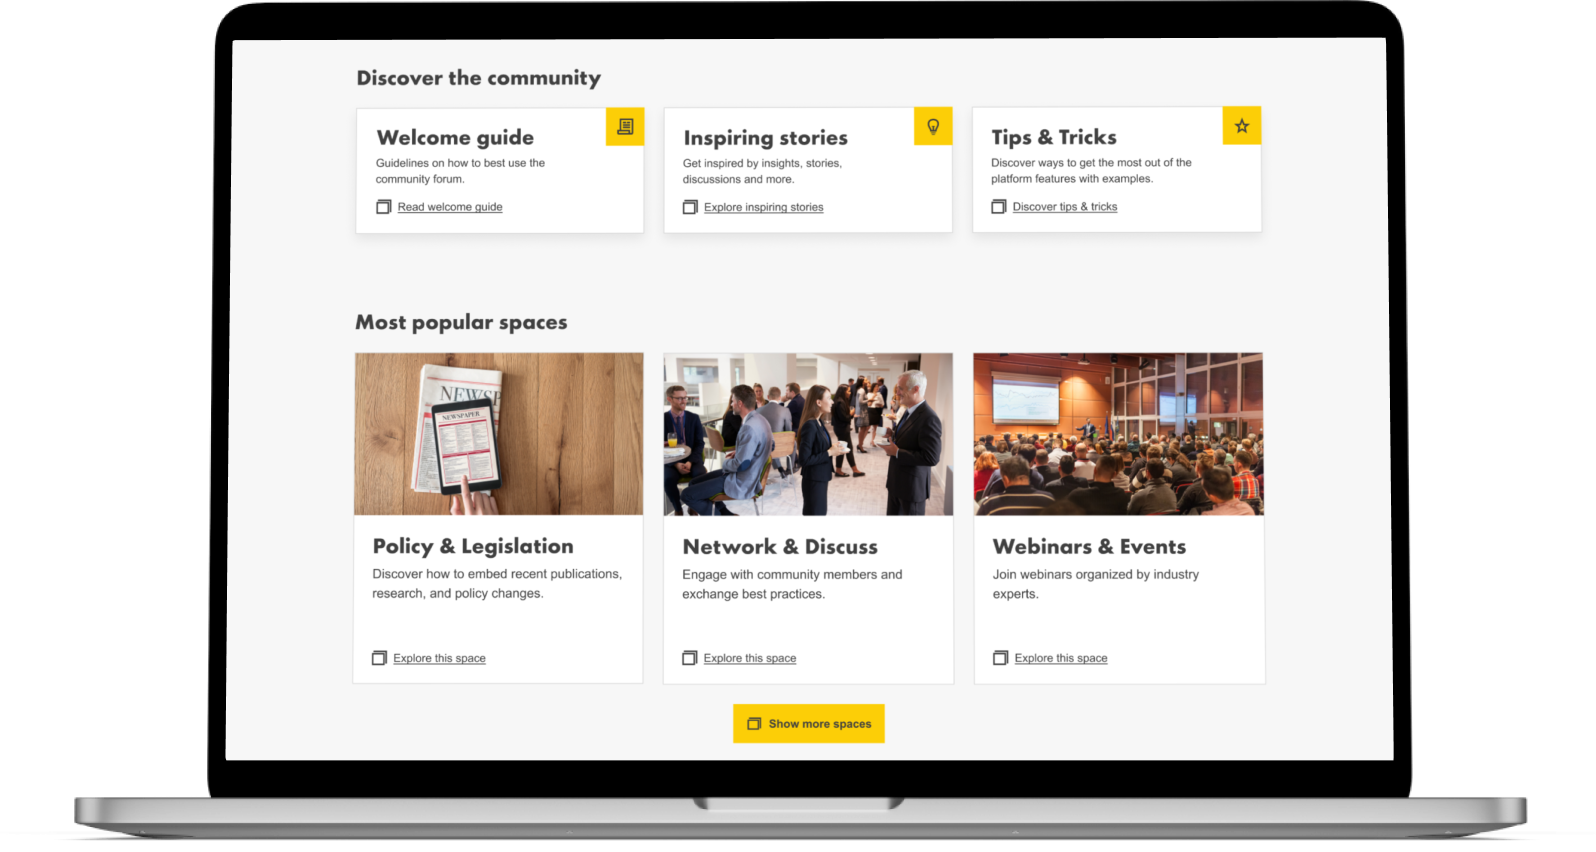 Discover the community
Welcome guide
Guidelines on how to best use the
community forum.
Read welcome guide
Inspiring stories
Get inspired by insights, stories,
discussions and more.
Explore inspiring stories
Tips & Tricks
Discover ways to get the most out of the
platform features with examples.
Discover tips & tricks
Most popular spaces
NEWSP
NEWSPAPER
Policy & Legislation
Discover how to embed recent publications,
research, and policy changes.
Explore this space
Network & Discuss
Engage with community members and
exchange best practices.
Explore this space
Webinars & Events
Join webinars organized by industry
experts.
Explore this space
Show more spaces